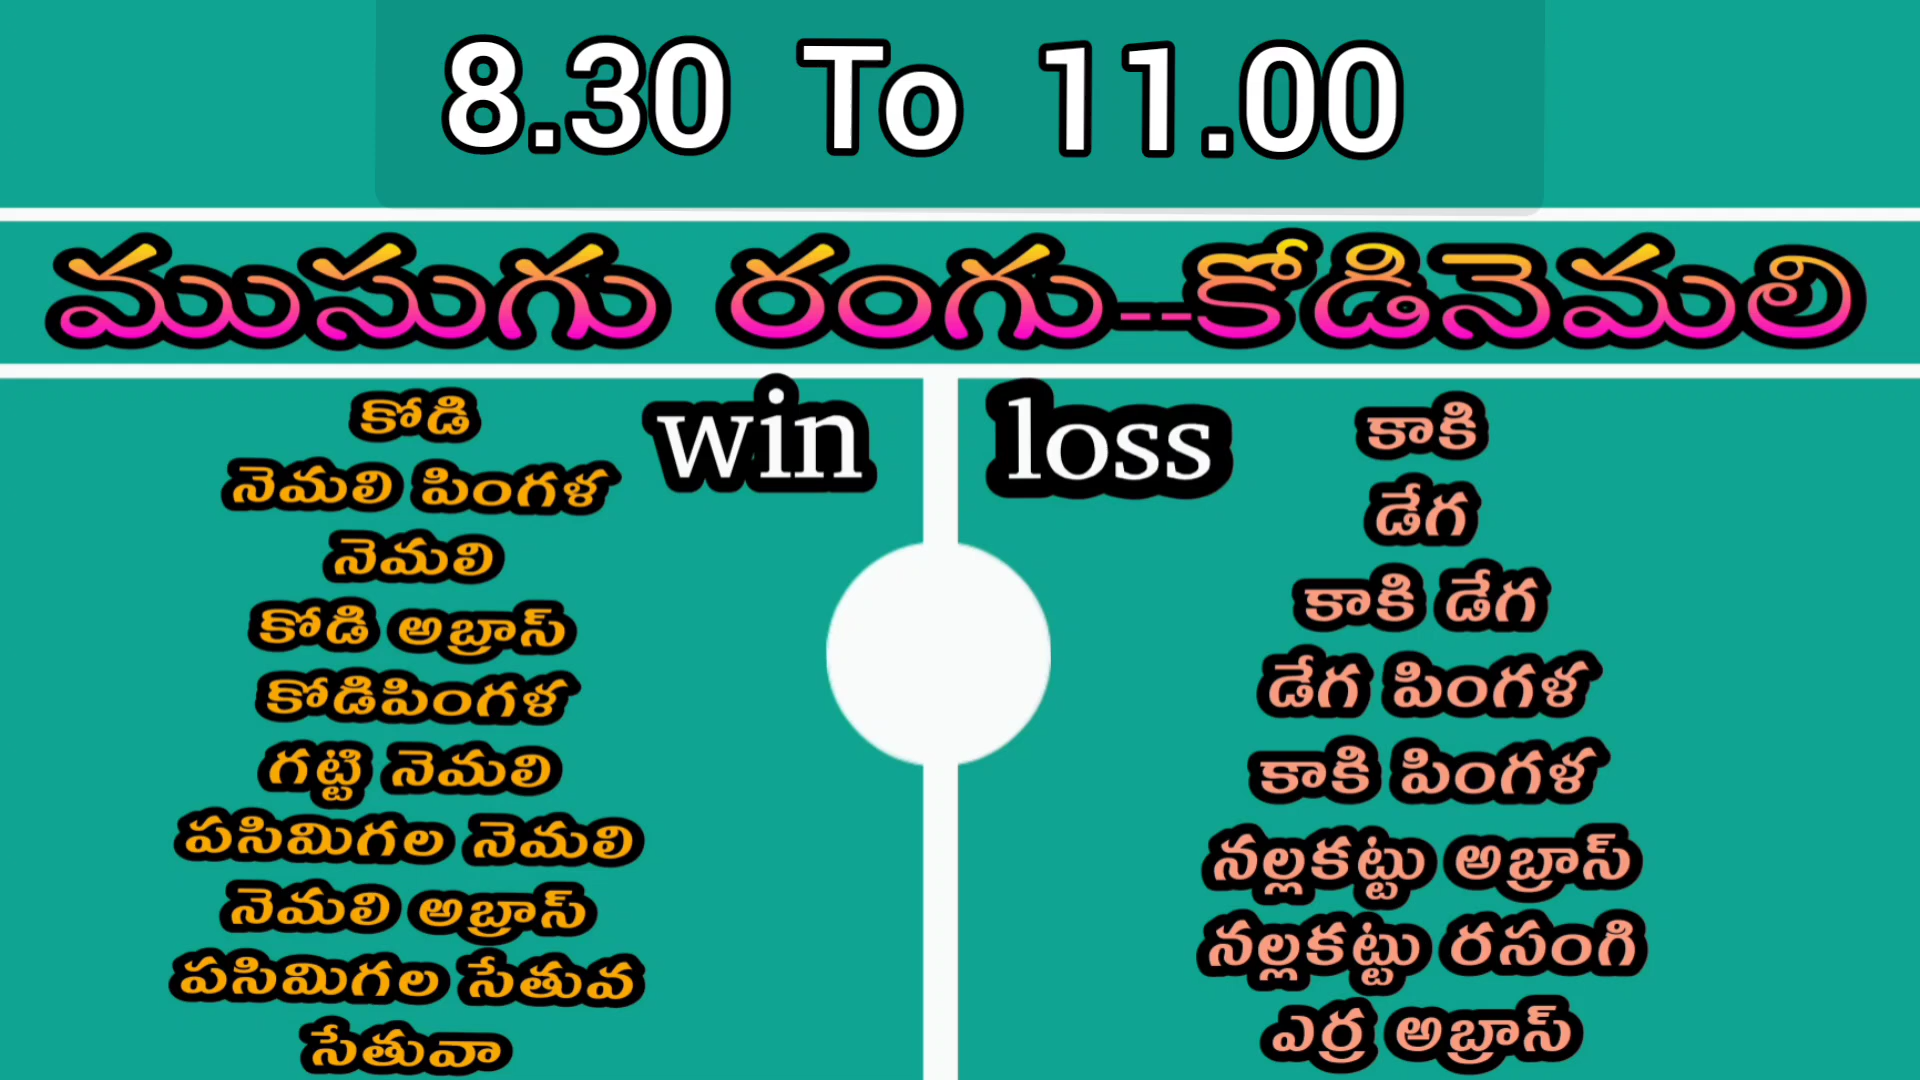 8.30 To 11.00
ముసుగు రంగు--కోడినెమలి
win
కోడి
నెమలి పింగళ
నెమలి
కోడి అబ్రాస్
కోడిపింగళ
గట్టి నెమలి
పసిమిగల నెమలి
నెమలి అబ్రాస్
పసిమిగల సేతువ
సేతువా
loss
కాకి
డేగ
కాకి డేగ
డేగ పింగళ
కాకి పింగళ
నల్లకట్టు అబ్రాస్
నల్లకట్టు రసంగి
ఎర్ర అబ్రాస్